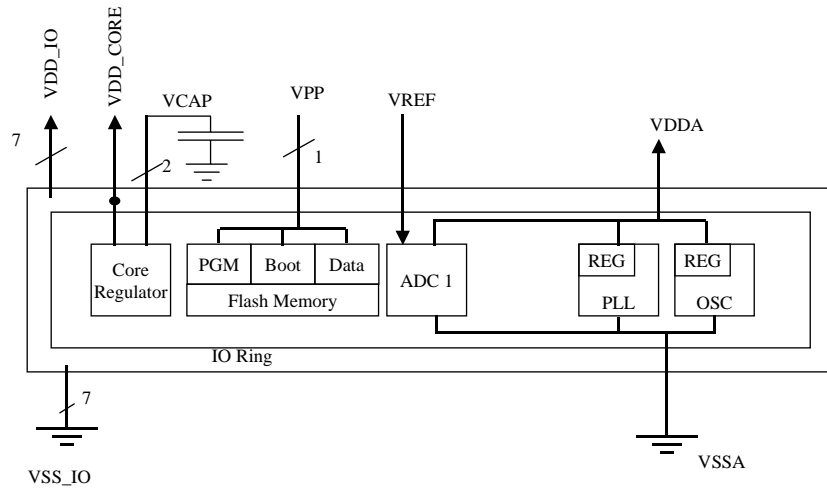 VDD_IO
VDD_CORE
VCAP
VPP
VREF
VDDA
7
2
1
Core
Regulator
PGM
Boot
Data
Flash Memory
ADC 1
REG
PLL
REG
OSC
IO Ring
7
VSS_IO
VSSA